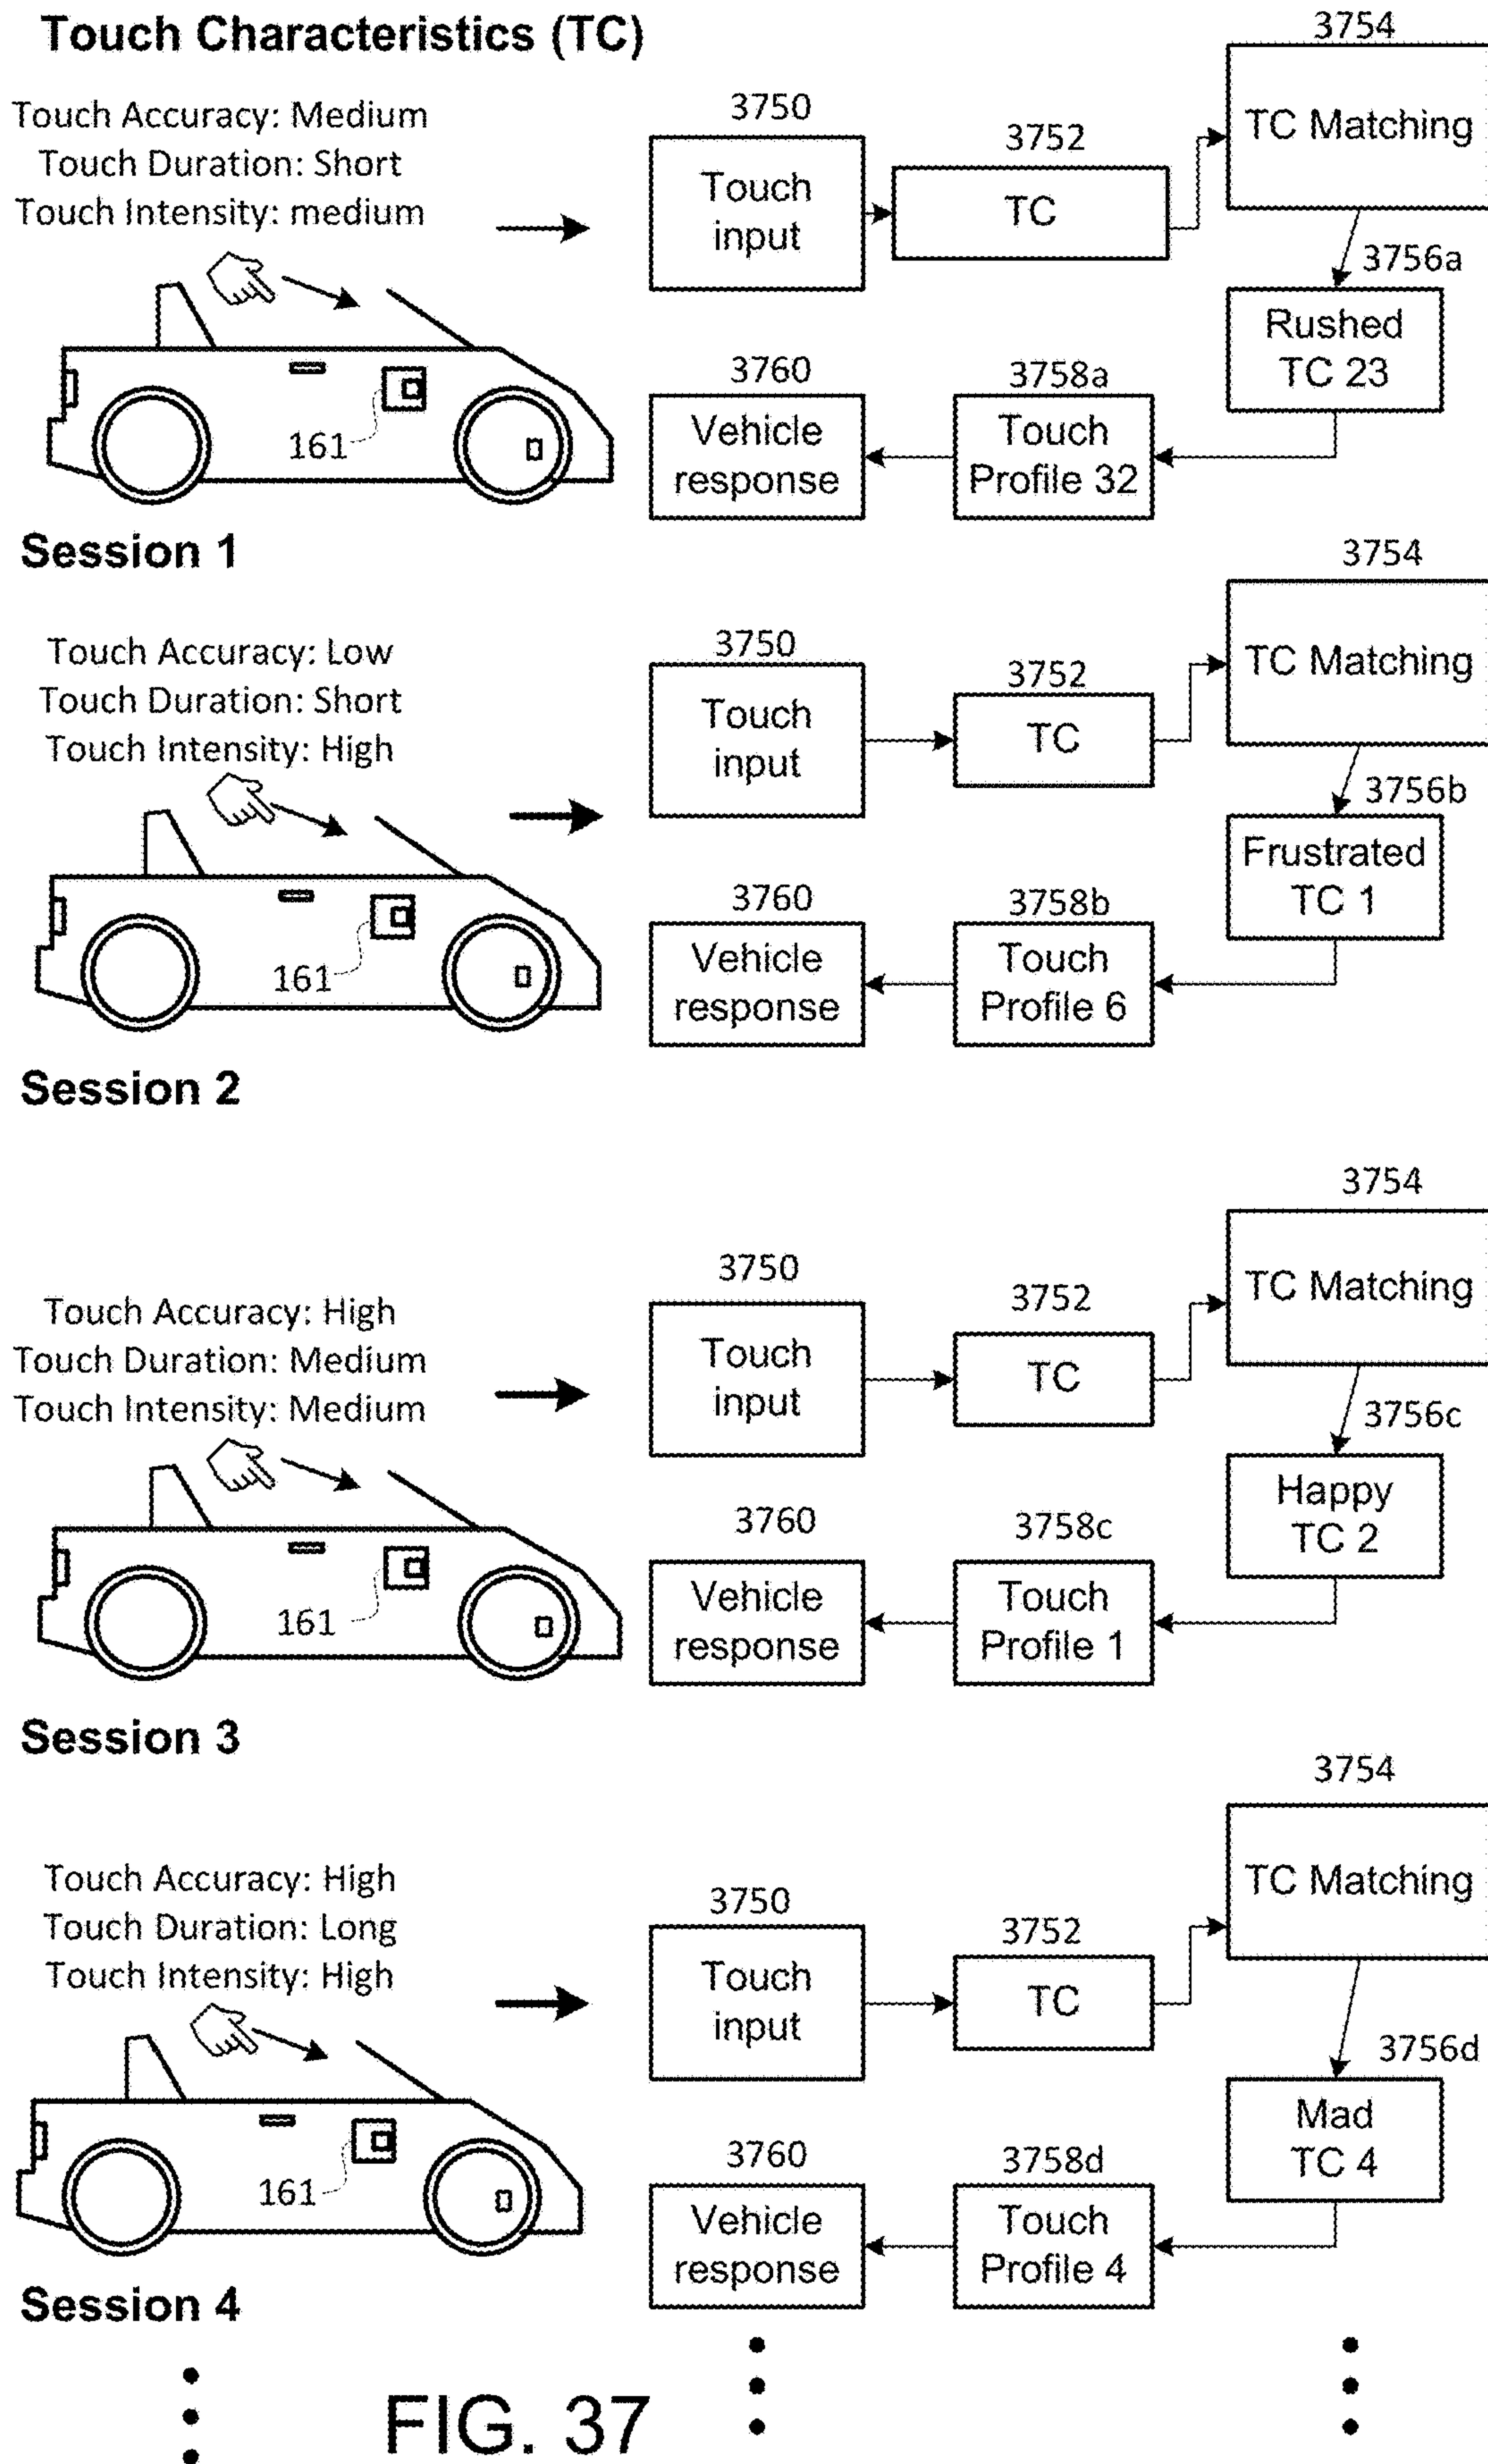 Touch Characteristics (TC)
Touch Accuracy: Medium
Touch Duration: Short
Touch Intensity: medium
3750
Touch
input
3752
TC
3754
TC Matching
3756a
Rushed
TC 23
3758a
Touch
Profile 32
3760
Vehicle
response
161
Session 1
Touch Accuracy: Low
Touch Duration: Short
Touch Intensity: High
3750
Touch
input
3752
TC
3754
TC Matching
3756b
Frustrated
TC 1
3758b
Touch
Profile 6
3760
Vehicle
response
161
Session 2
Touch Accuracy: High
Touch Duration: Medium
Touch Intensity: Medium
3750
Touch
input
3752
TC
3754
TC Matching
3756c
Happy
TC 2
3758c
Touch
Profile 1
3760
Vehicle
response
161
Session 3
Touch Accuracy: High
Touch Duration: Long
Touch Intensity: High
3750
Touch
input
3752
TC
3754
TC Matching
3756d
Mad
TC 4
3758d
Touch
Profile 4
3760
Vehicle
response
161
Session 4
FIG. 37